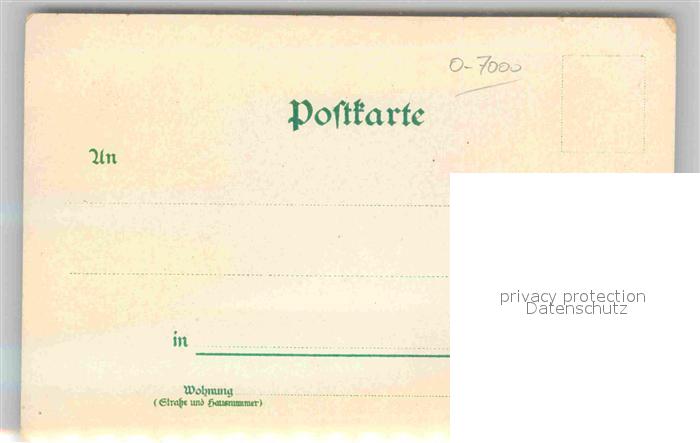 O-7000
Postkarte
An
privacy protection
Datenschutz
in
Wohnung
(Straße und Hausnummer)